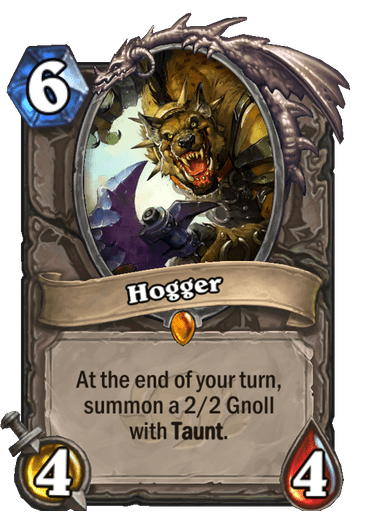 6
Hogger
At the end of your turn,
summon a 2/2 Gnoll
with Taunt.
4
4